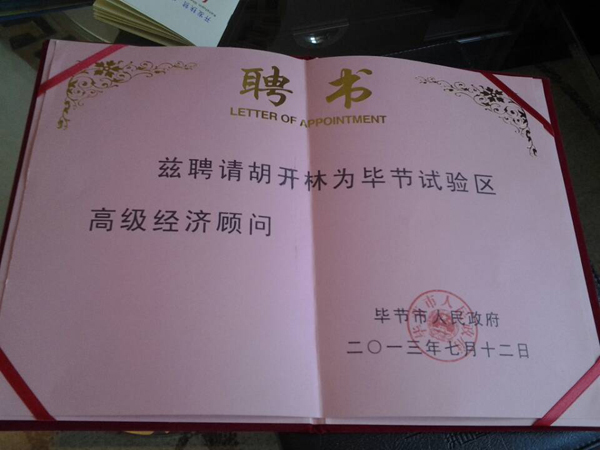 聘书
LETTER OF APPOINTMENT
兹聘请胡开林为毕节试验区
高级经济顾问
毕节市人民政府
二〇一三年七月十二日